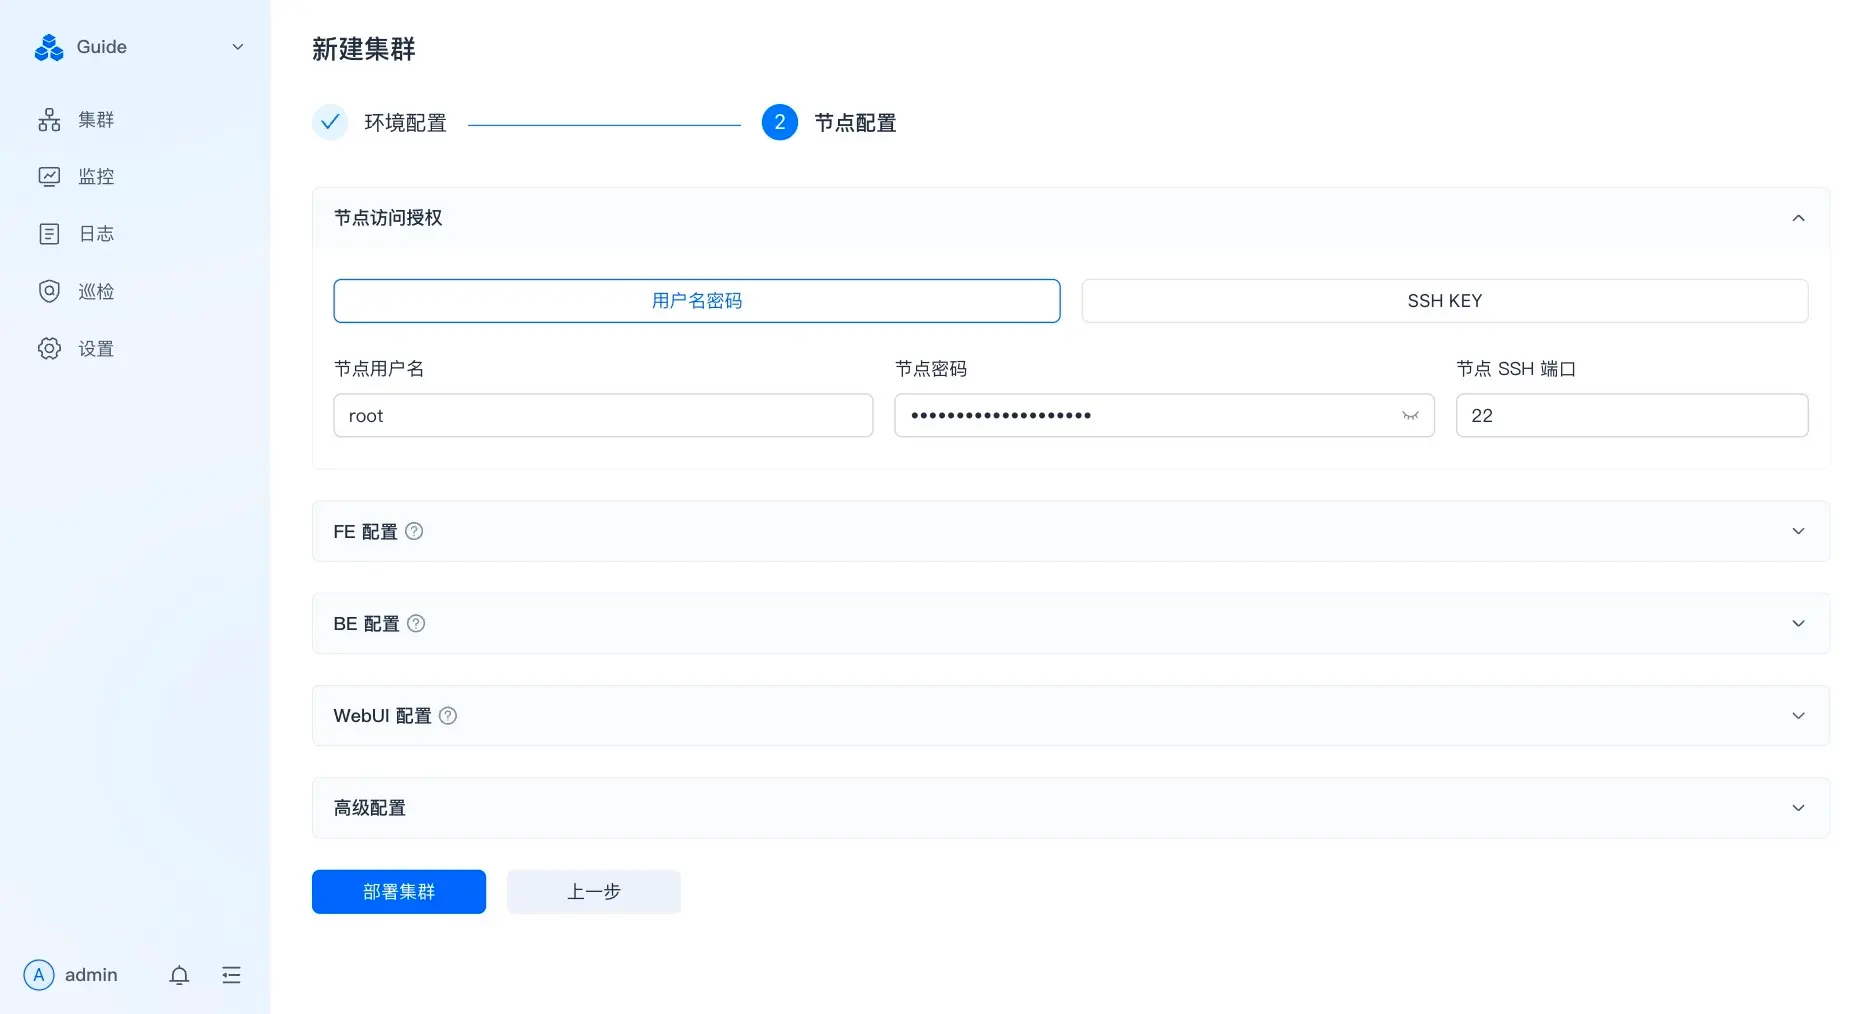 Guide
集群
监控
日志
巡检
设置
A admin
新建集群
环境配置
2 节点配置
节点访问授权
用户名密码 SSH KEY
节点用户名 节点密码 节点 SSH 端口
root •••••••••••••••••••• 22
FE 配置 ?
BE 配置 ?
WebUI 配置 ?
高级配置
部署集群 上一步